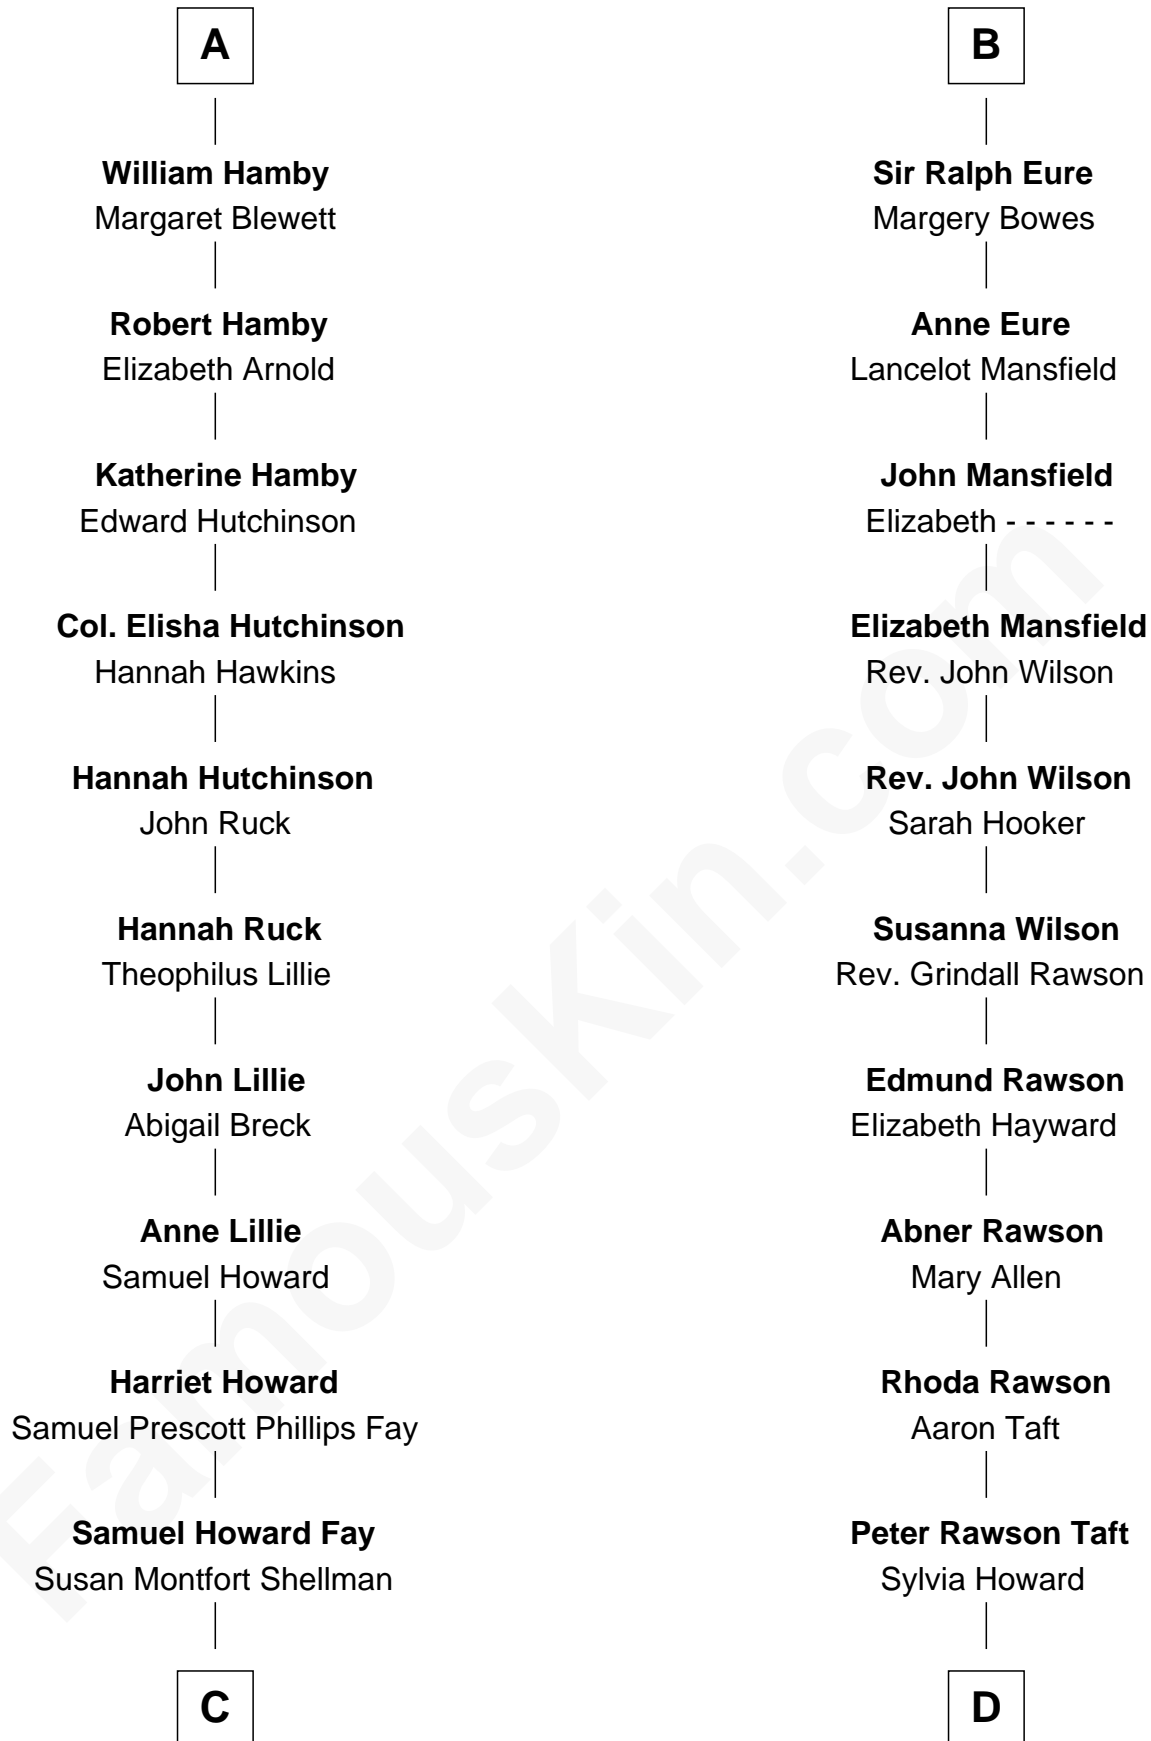 A
William Hamby
Margaret Blewett
Robert Hamby
Elizabeth Arnold
Katherine Hamby
Edward Hutchinson
Col. Elisha Hutchinson
Hannah Hawkins
Hannah Hutchinson
John Ruck
Hannah Ruck
Theophilus Lillie
John Lillie
Abigail Breck
Anne Lillie
Samuel Howard
Harriet Howard
Samuel Prescott Phillips Fay
Samuel Howard Fay
Susan Montfort Shellman
C
B
Sir Ralph Eure
Margery Bowes
Anne Eure
Lancelot Mansfield
John Mansfield
Elizabeth - - - - - -
Elizabeth Mansfield
Rev. John Wilson
Rev. John Wilson
Sarah Hooker
Susanna Wilson
Rev. Grindall Rawson
Edmund Rawson
Elizabeth Hayward
Abner Rawson
Mary Allen
Rhoda Rawson
Aaron Taft
Peter Rawson Taft
Sylvia Howard
D
FamousKin.com